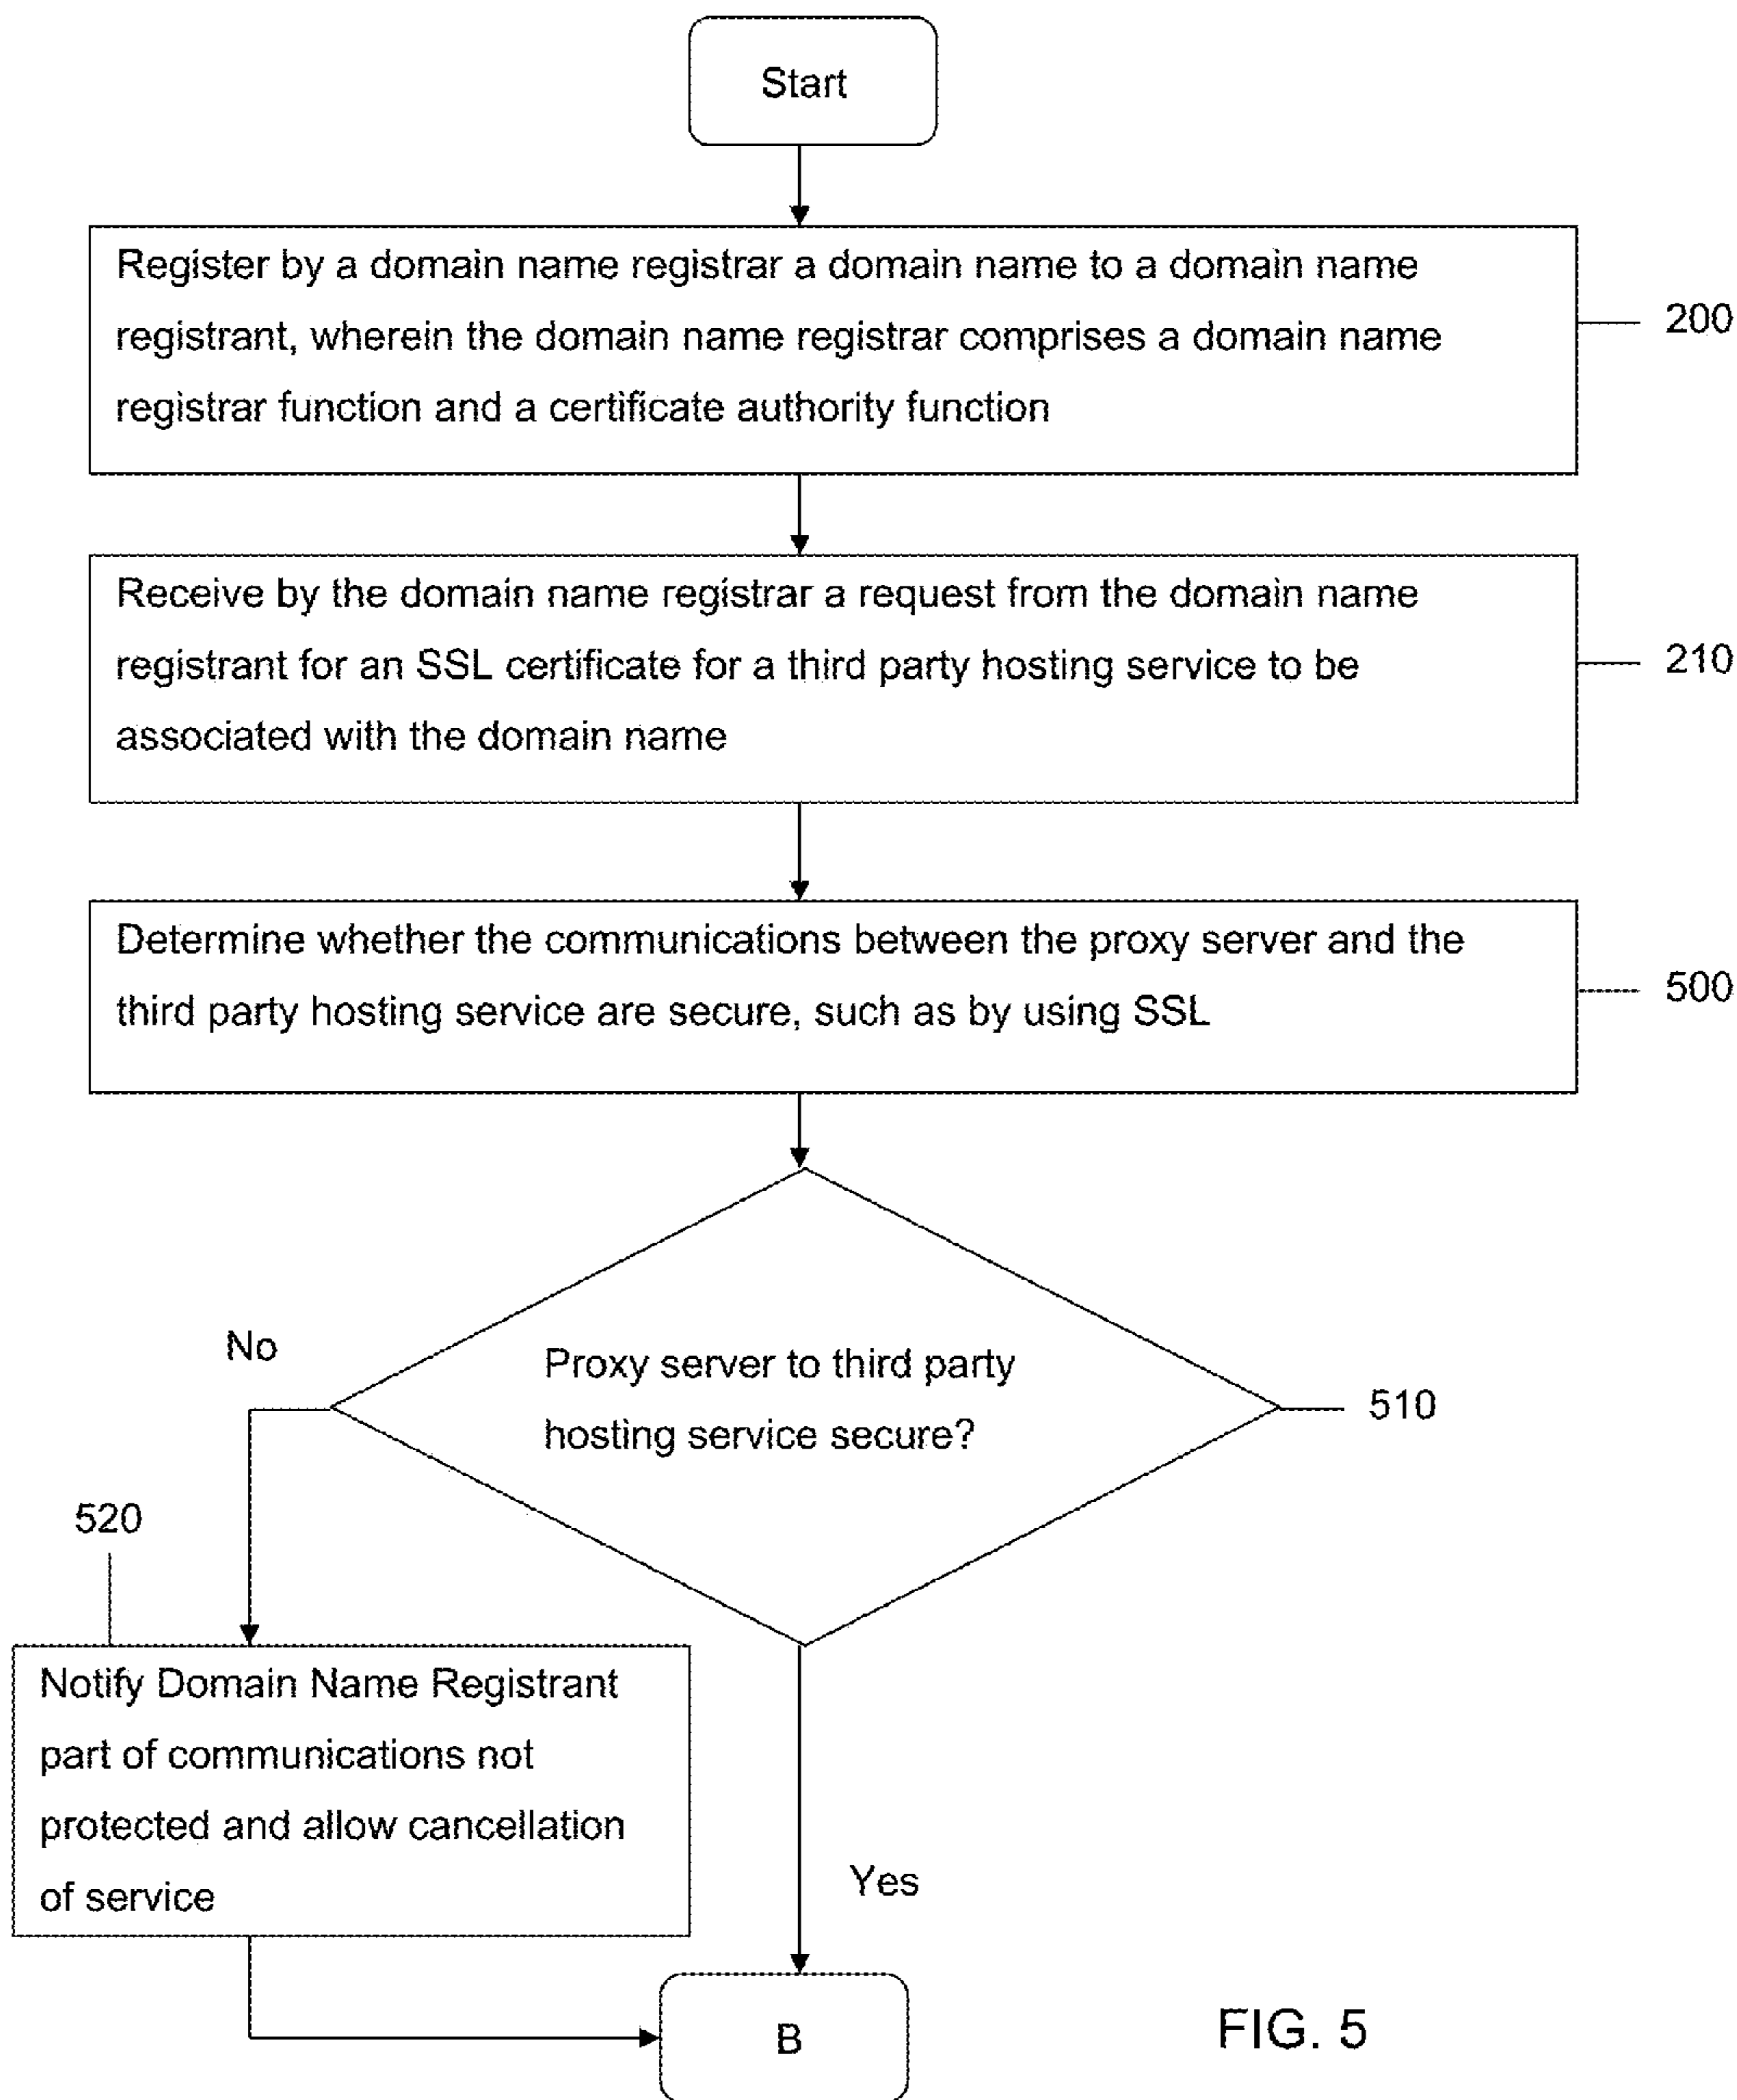 Start
Register by a domain name registrar a domain name to a domain name
registrant, wherein the domain name registrar comprises a domain name
registrar function and a certificate authority function
200
Receive by the domain name registrar a request from the domain name
registrant for an SSL certificate for a third party hosting service to be
associated with the domain name
210
Determine whether the communications between the proxy server and the
third party hosting service are secure, such as by using SSL
500
No
Proxy server to third party
hosting service secure?
510
520
Notify Domain Name Registrant
part of communications not
protected and allow cancellation
of service
Yes
B
FIG. 5